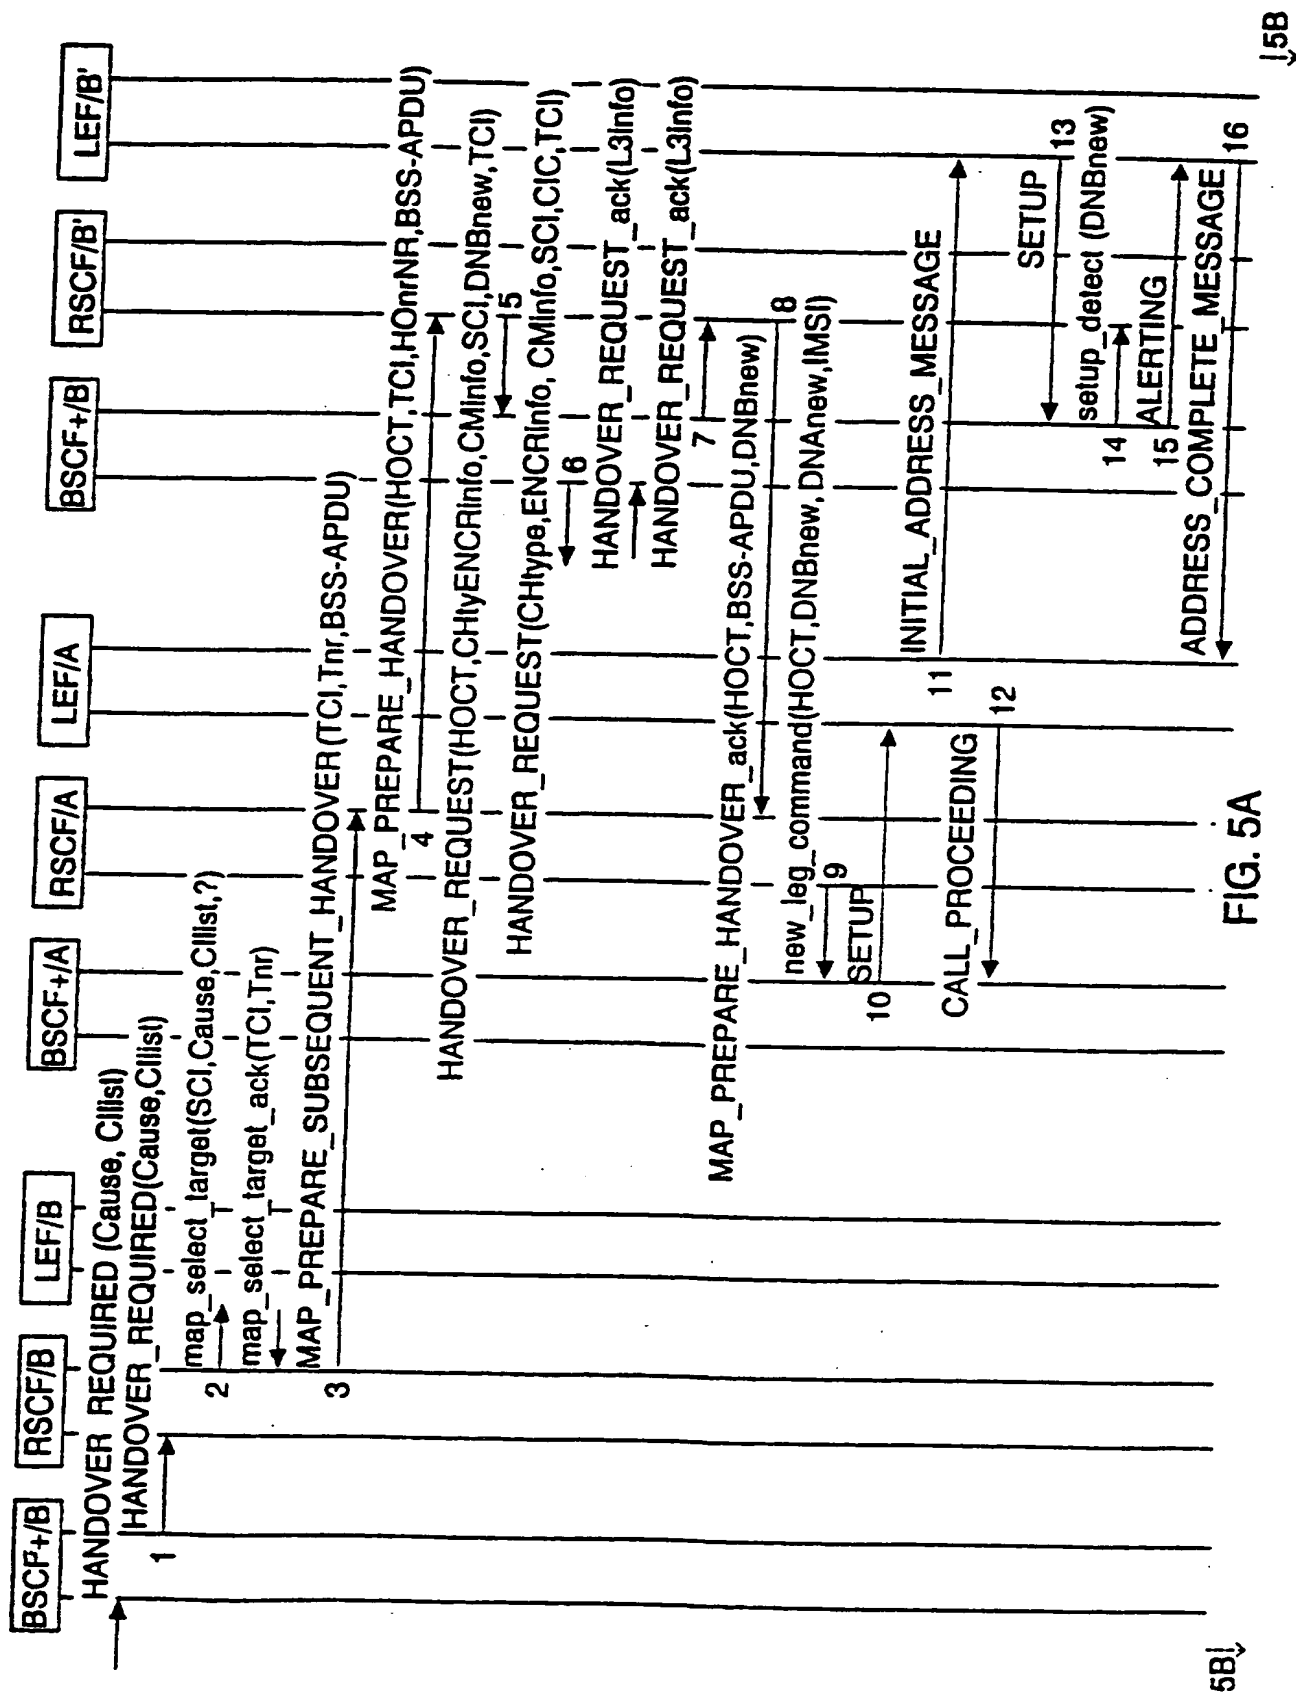 BSCF+/B
RSCF/B
LEF/B
BSCF+/A
RSCF/A
LEF/A
BSCF+/B
RSCF/B'
LEF/B'
HANDOVER REQUIRED (Cause, CIlist)
HANDOVER_REQUIRED(Cause,CIlist)
1
map_select_target(SCI,Cause,CIlist,?)
2
map_select_target_ack(TCI,Tnr)
MAP_PREPARE_SUBSEQUENT_HANDOVER(TCI,Tnr,BSS-APDU)
3
MAP_PREPARE_HANDOVER(HOCT,TCI,HOnrNR,BSS-APDU)
4
HANDOVER_REQUEST(HOCT,CHtyENCRinfo,CMinfo,SCI,DNBnew,TCI)
15
HANDOVER_REQUEST(CHtype,ENCRinfo, CMinfo,SCI,CIC,TCI)
6
HANDOVER_REQUEST_ack(L3info)
HANDOVER_REQUEST_ack(L3info)
7
MAP_PREPARE_HANDOVER_ack(HOCT,BSS-APDU,DNBnew)
8
new_leg_command(HOCT,DNBnew,DNAnew,IMSI)
9
SETUP
10
INITIAL_ADDRESS_MESSAGE
11
CALL_PROCEEDING
12
SETUP
13
setup_detect (DNBnew)
14
ALERTING
15
ADDRESS_COMPLETE_MESSAGE
16
5B
5B
FIG. 5A